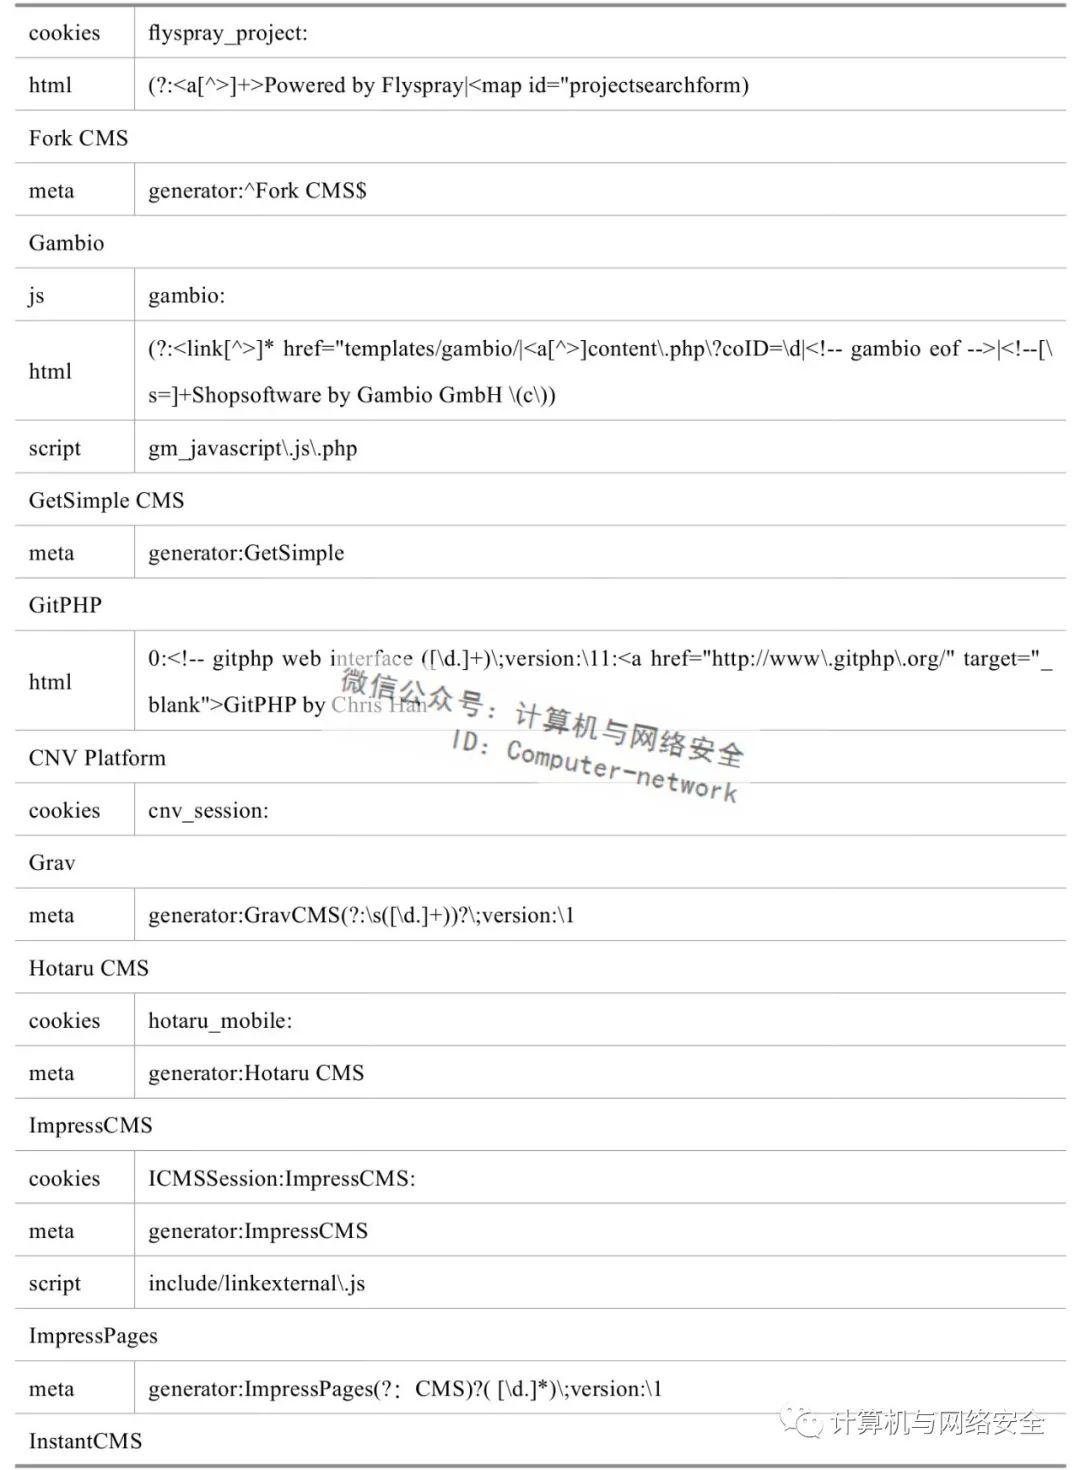 cookies flyspray_project:
html (?:<a[^>]+>Powered by Flyspray|<map id="projectsearchform)
Fork CMS
meta generator:^Fork CMS$
Gambio
js gambio:
html (?:<link[^>]* href="templates/gambio/|<a[^>]content\.php\?coID=\d|<!-- gambio eof -->|<!--[\
s=]+Shopsoftware by Gambio GmbH \(c\))
script gm_javascript\.js\.php
GetSimple CMS
meta generator:GetSimple
GitPHP
html 0:<!-- gitphp web interface ([\d.]+)\;version:\11:<a href="http://www\.gitphp\.org/" target="_
blank">GitPHP by Chris Han
微信公众号：计算机与网络安全
ID：Computer-network
CNV Platform
cookies cnv_session:
Grav
meta generator:GravCMS(?:\s([\d.]+))?\;version:\1
Hotaru CMS
cookies hotaru_mobile:
meta generator:Hotaru CMS
ImpressCMS
cookies ICMSSession:ImpressCMS:
meta generator:ImpressCMS
script include/linkexternal\.js
ImpressPages
meta generator:ImpressPages(?：CMS)?( [\d.]*)\;version:\1
计算机与网络安全
InstantCMS